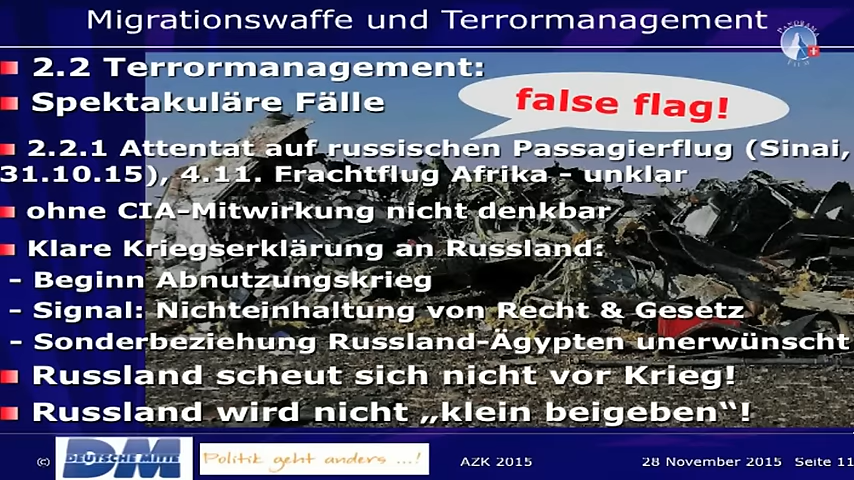 Migrationswaffe und Terrormanagement
PANORAMA
FILM
2.2 Terrormanagement:
Spektakuläre Fälle
false flag!
2.2.1 Attentat auf russischen Passagierflug (Sinai,
31.10.15), 4.11. Frachtflug Afrika - unklar
ohne CIA-Mitwirkung nicht denkbar
Klare Kriegserklärung an Russland:
- Beginn Abnutzungskrieg
- Signal: Nichteinhaltung von Recht & Gesetz
- Sonderbeziehung Russland-Ägypten unerwünscht
Russland scheut sich nicht vor Krieg!
Russland wird nicht „klein beigeben“!
(c) DM DEUTSCHE MITTE Politik geht anders ...! AZK 2015 28 November 2015 Seite 11